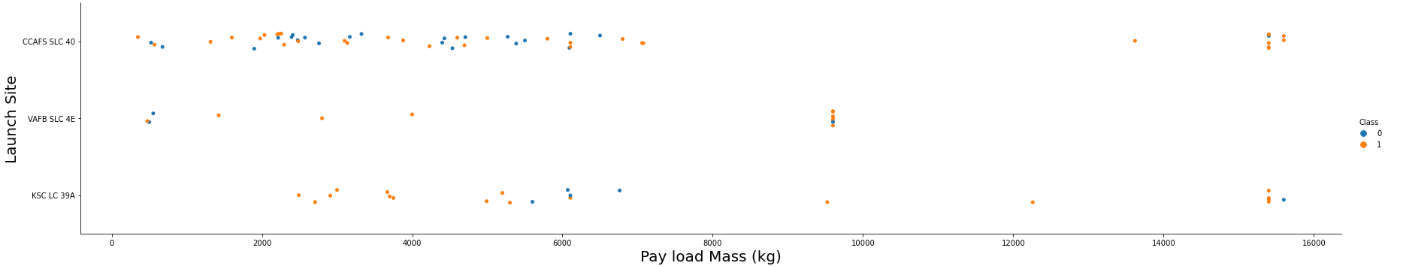 CCAFS SLC 40
VAFB SLC 4E
KSC LC 39A
Launch Site
0 2000 4000 6000 8000 10000 12000 14000 16000
Pay load Mass (kg)
Class
0
1